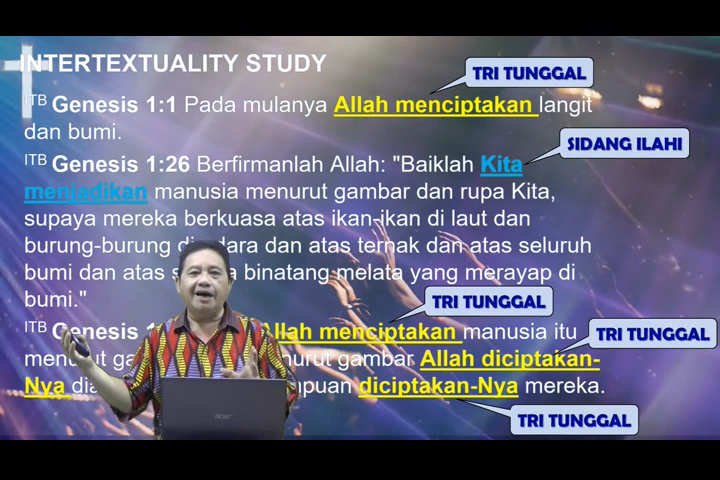 INTERTEXTUALITY STUDY
TRI TUNGGAL
ITB Genesis 1:1 Pada mulanya Allah menciptakan langit
dan bumi.
SIDANG ILAHI
ITB Genesis 1:26 Berfirmanlah Allah: "Baiklah Kita
menjadikan manusia menurut gambar dan rupa Kita,
supaya mereka berkuasa atas ikan-ikan di laut dan
burung-burung di dara dan atas ternak dan atas seluruh
bumi dan atas binatang melata yang merayap di
bumi."
TRI TUNGGAL
ITB Genesis Allah menciptakan manusia itu
TRI TUNGGAL
gambar Allah diciptakan-
Nya diciptakan-Nya mereka.
TRI TUNGGAL
acer